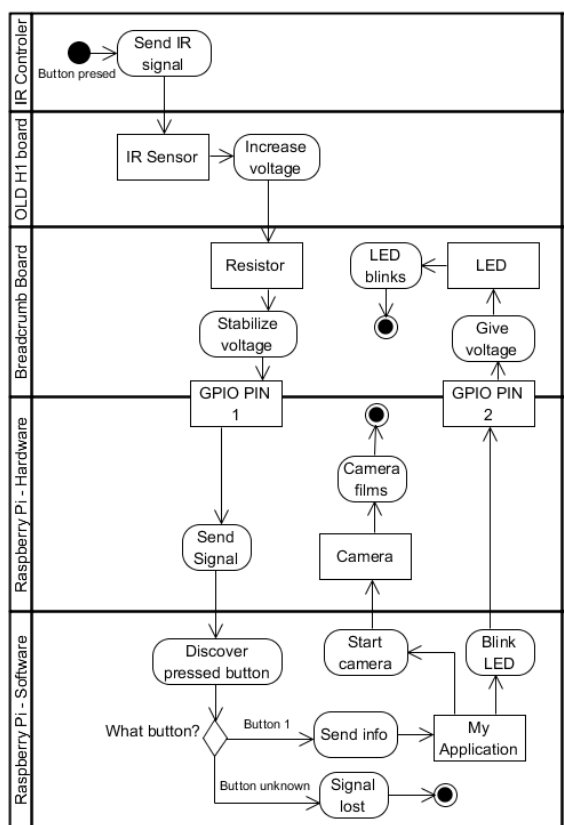 IR Controler
Button presed
Send IR
signal
OLD H1 board
IR Sensor
Increase
voltage
Breadcrumb Board
Resistor
LED
blinks
LED
Stabilize
voltage
Give
voltage
GPIO PIN
1
GPIO PIN
2
Raspberry Pi - Hardware
Camera
films
Send
Signal
Camera
Raspberry Pi - Software
Discover
pressed button
Start
camera
Blink
LED
What button?
Button 1
Send info
My
Application
Button unknown
Signal
lost